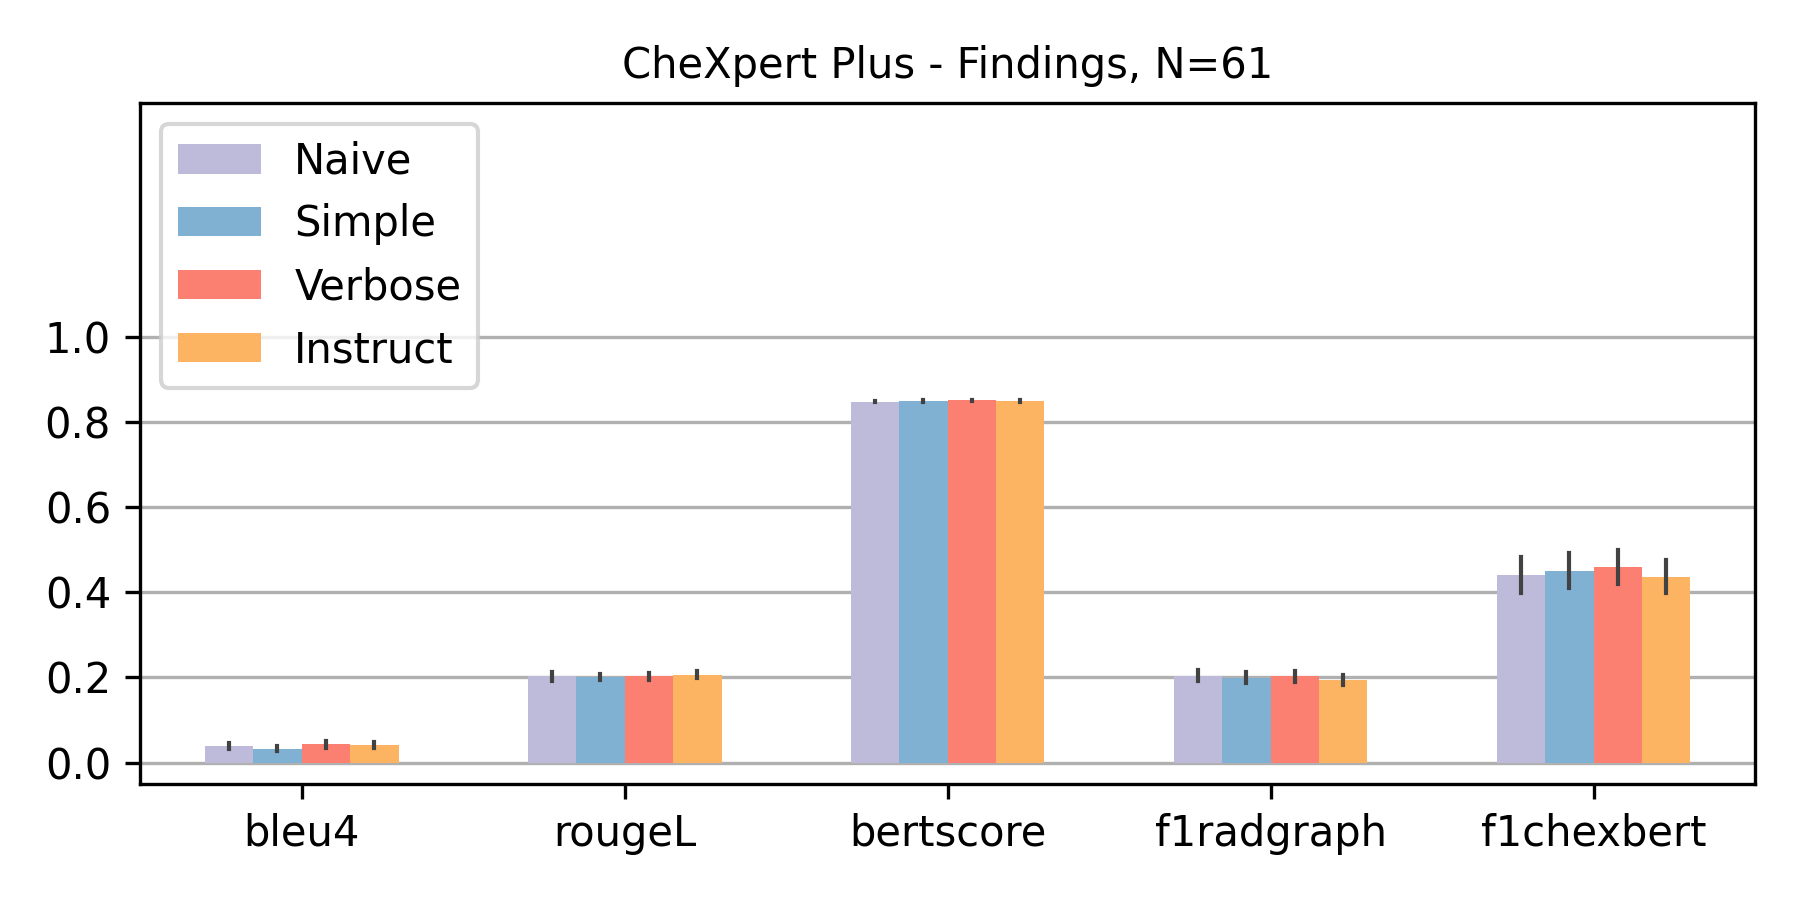 CheXpert Plus - Findings, N=61
Naive
Simple
Verbose
Instruct
1.0
0.8
0.6
0.4
0.2
0.0
bleu4
rougeL
bertscore
f1radgraph
f1chexbert